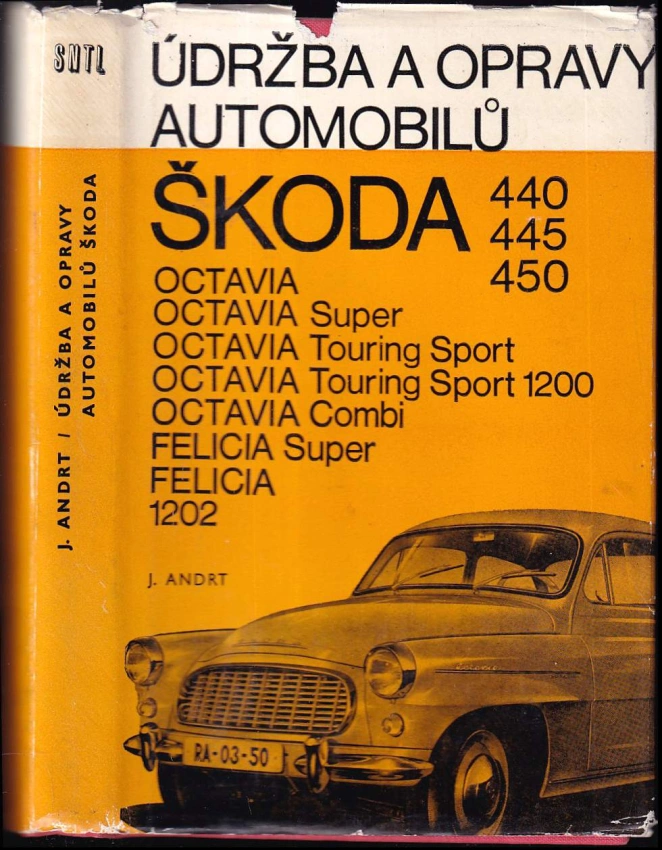 SNTL
J. ANDRT / ÚDRŽBA A OPRAVY
AUTOMOBILŮ ŠKODA
ÚDRŽBA A OPRAVY
AUTOMOBILŮ
ŠKODA 440
445
450
OCTAVIA
OCTAVIA Super
OCTAVIA Touring Sport
OCTAVIA Touring Sport 1200
OCTAVIA Combi
FELICIA Super
FELICIA
1202
J. ANDRT
RA-03-50